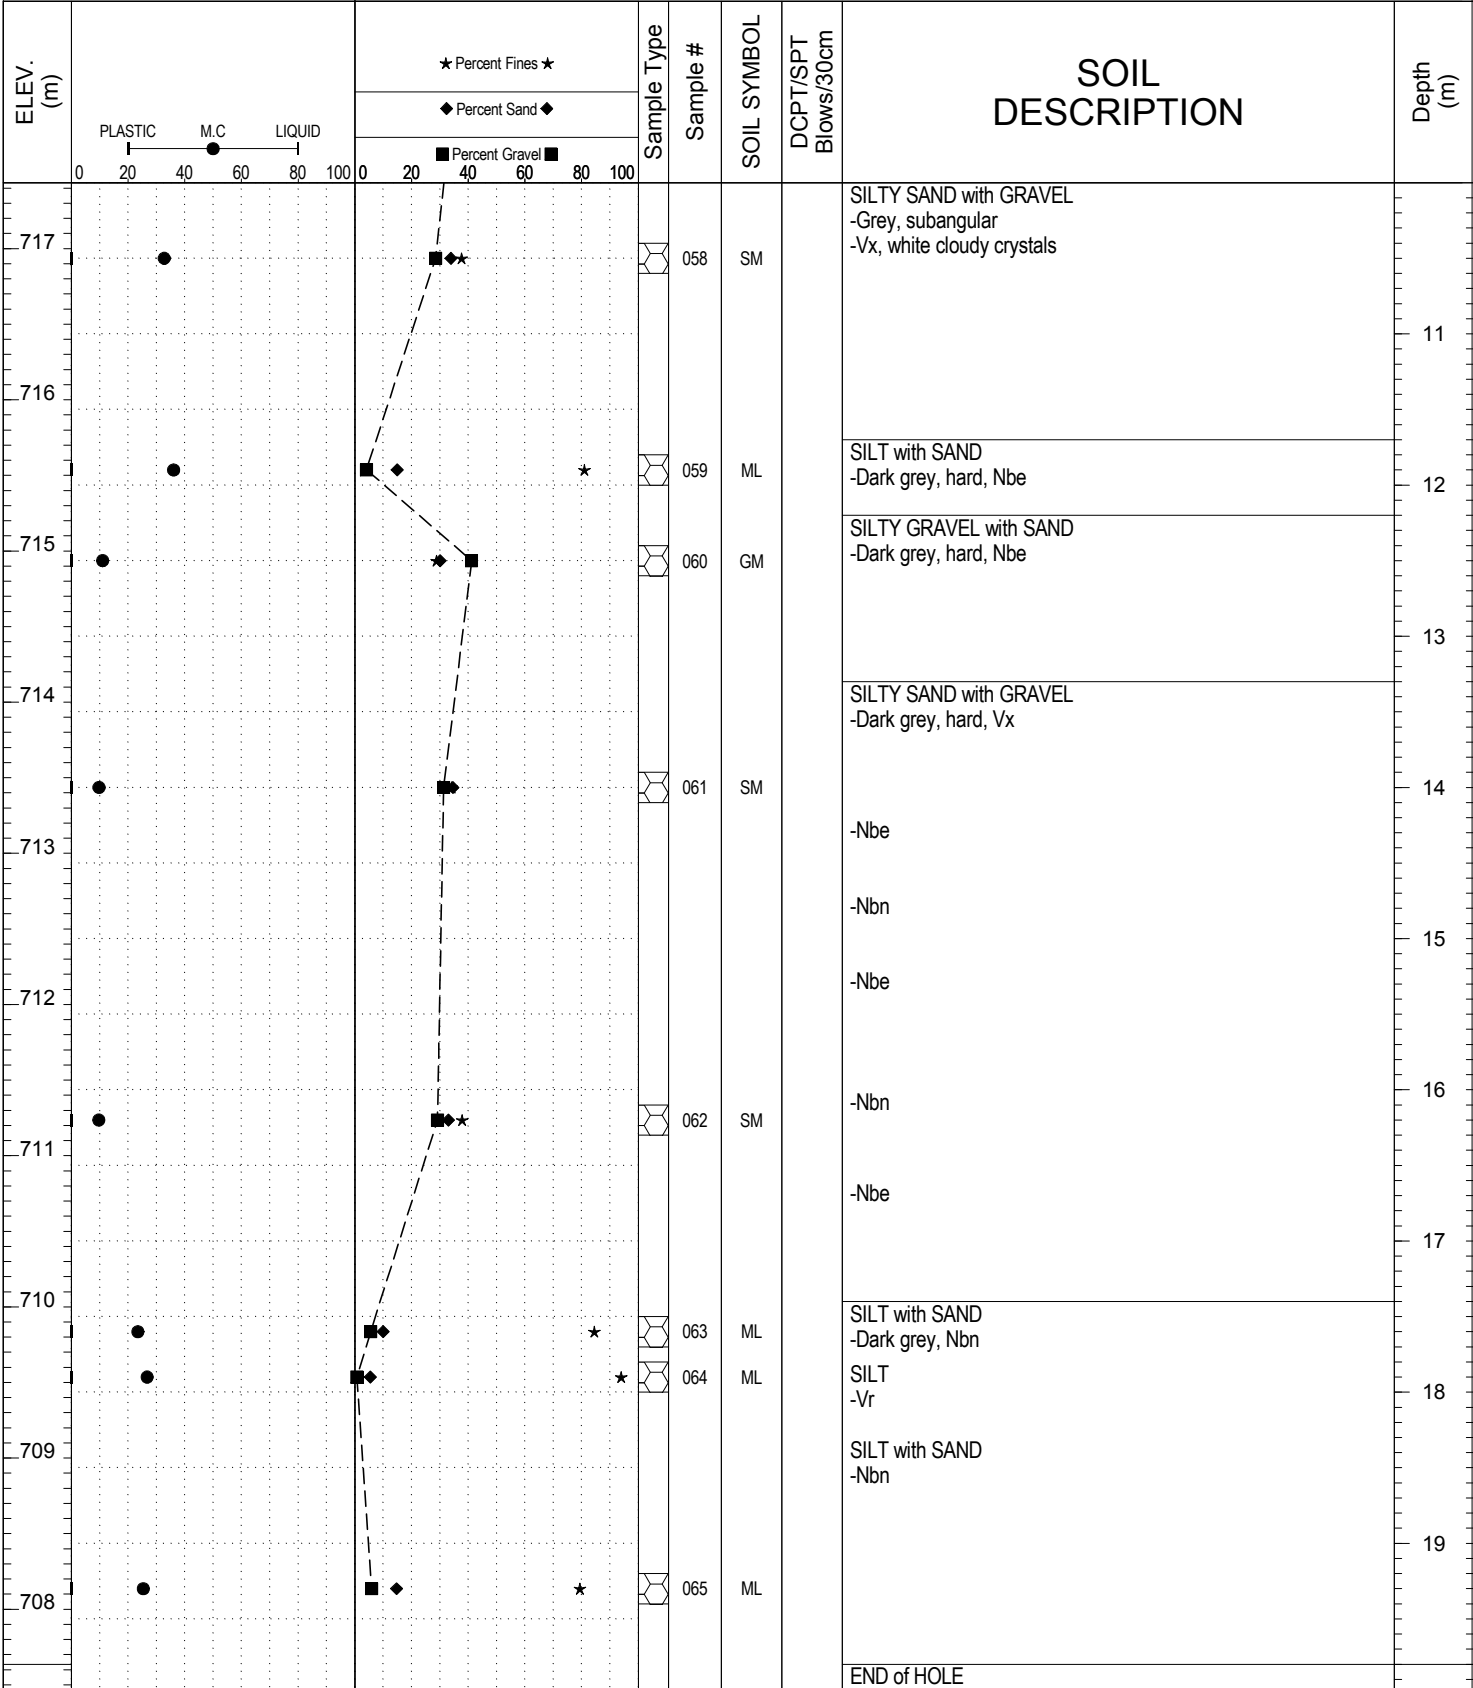 ELEV.
(m)
PLASTIC M.C LIQUID
0 20 40 60 80 100
★ Percent Fines ★
◆ Percent Sand ◆
■ Percent Gravel ■
0 20 40 60 80 100
Sample Type
Sample #
SOIL SYMBOL
DCPT/SPT
Blows/30cm
SOIL
DESCRIPTION
Depth
(m)
SILTY SAND with GRAVEL
-Grey, subangular
717
-Vx, white cloudy crystals
058 SM
11
716
SILT with SAND
059 ML
-Dark grey, hard, Nbe
12
SILTY GRAVEL with SAND
715
-Dark grey, hard, Nbe
060 GM
13
714
SILTY SAND with GRAVEL
-Dark grey, hard, Vx
061 SM
14
-Nbe
713
-Nbn
15
-Nbe
712
16
-Nbn
062 SM
711
-Nbe
17
710
SILT with SAND
063 ML
-Dark grey, Nbn
064 ML
SILT
18
-Vr
709
SILT with SAND
-Nbn
19
065 ML
708
END of HOLE